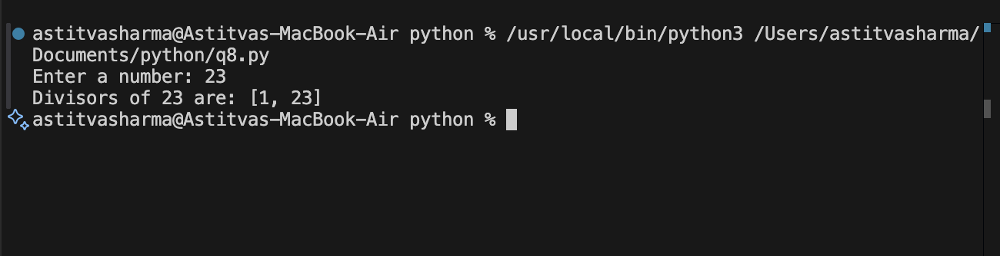 astitvasharma@Astitvas-MacBook-Air python % /usr/local/bin/python3 /Users/astitvasharma/
Documents/python/q8.py
Enter a number: 23
Divisors of 23 are: [1, 23]
astitvasharma@Astitvas-MacBook-Air python %